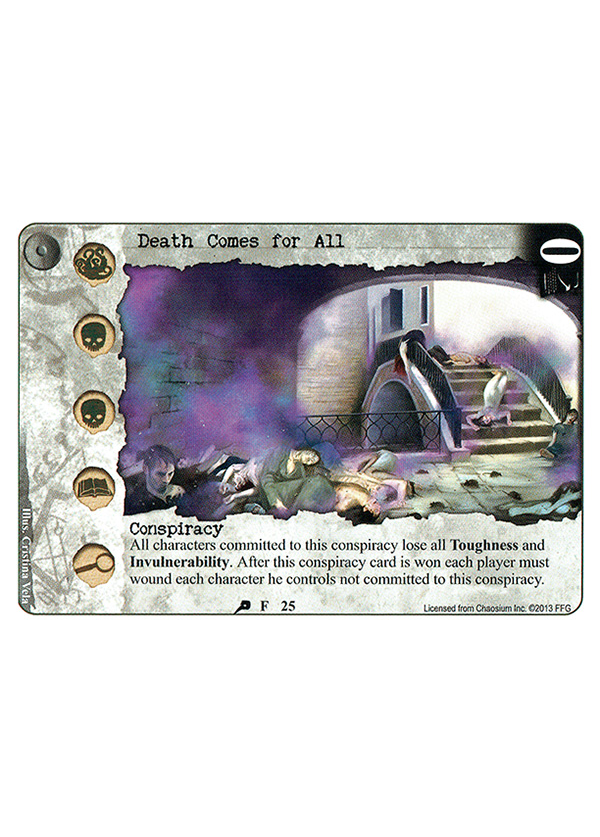 Death Comes for All
0
Conspiracy
All characters committed to this conspiracy lose all Toughness and
Invulnerability. After this conspiracy card is won each player must
wound each character he controls not committed to this conspiracy.
Illus. Cristina Vela
F 25
Licensed from Chaosium Inc. ©2013 FFG